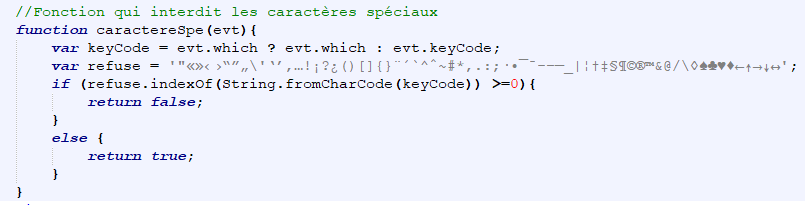 //Fonction qui interdit les caractères spéciaux
function caractereSpe(evt){
var keyCode = evt.which ? evt.which : evt.keyCode;
var refuse = '"«»‹ ›“”„\'‘’‚…!¡?¿()[]{}¨´`^ˆ~#*,.:;·•¯‾-–—_|¦†‡§¶©®™&@/\◊♠♣♥♦←↑→↓↔';
if (refuse.indexOf(String.fromCharCode(keyCode)) >=0){
return false;
}
else {
return true;
}
}